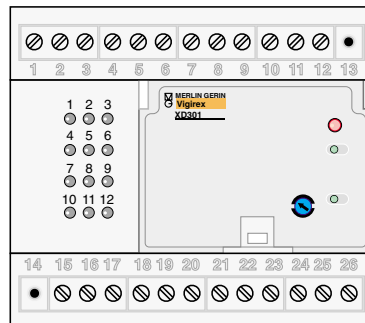 1 2 3 4 5 6 7 8 9 10 11 12 13
MERLIN GERIN
Vigirex
XD301
1 2 3
4 5 6
7 8 9
10 11 12
14 15 16 17 18 19 20 21 22 23 24 25 26